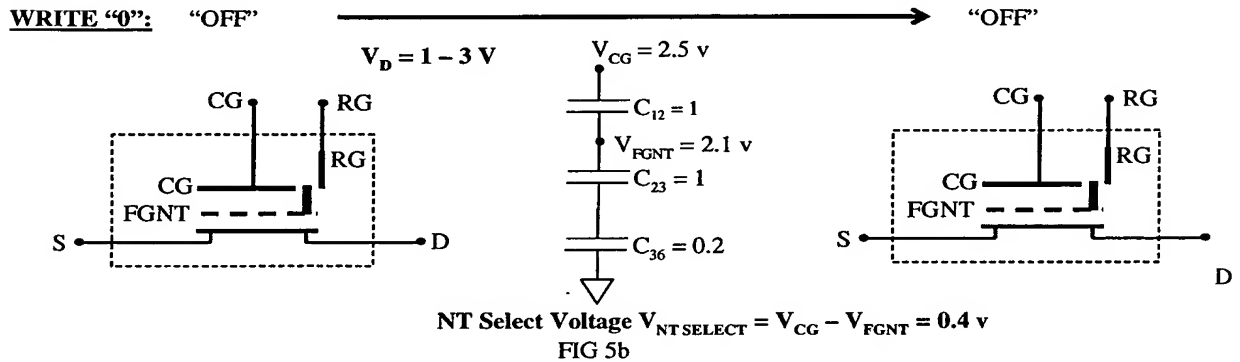 WRITE “0”: “OFF” “OFF”
V_D = 1 – 3 V
V_CG = 2.5 v
C_12 = 1
V_FGNT = 2.1 v
C_23 = 1
C_36 = 0.2
CG RG
RG
CG
FGNT
S D
CG RG
RG
CG
FGNT
S
D
NT Select Voltage V_NT SELECT = V_CG – V_FGNT = 0.4 v
FIG 5b